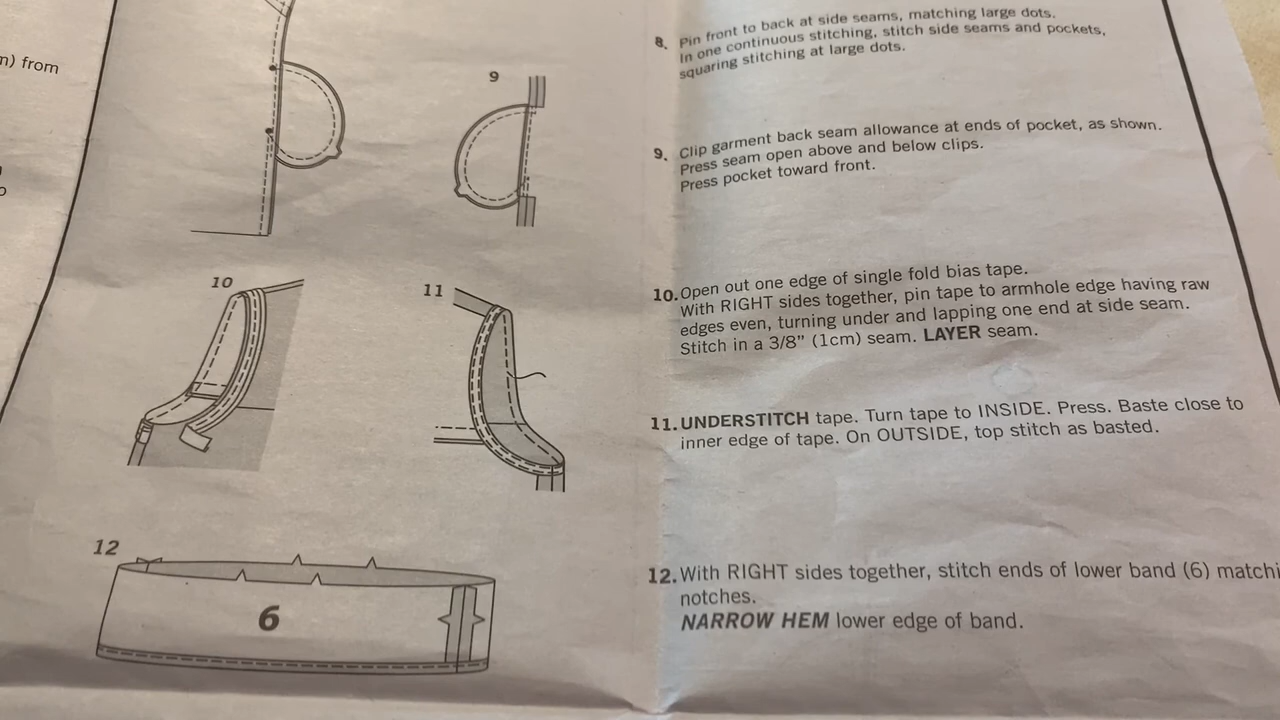 m) from
8. Pin front to back at side seams, matching large dots.
In one continuous stitching, stitch side seams and pockets,
squaring stitching at large dots.
9
9. Clip garment back seam allowance at ends of pocket, as shown.
Press seam open above and below clips.
Press pocket toward front.
10
11
10. Open out one edge of single fold bias tape.
With RIGHT sides together, pin tape to armhole edge having raw
edges even, turning under and lapping one end at side seam.
Stitch in a 3/8" (1cm) seam. LAYER seam.
11. UNDERSTITCH tape. Turn tape to INSIDE. Press. Baste close to
inner edge of tape. On OUTSIDE, top stitch as basted.
12
6
12. With RIGHT sides together, stitch ends of lower band (6) matchi
notches.
NARROW HEM lower edge of band.